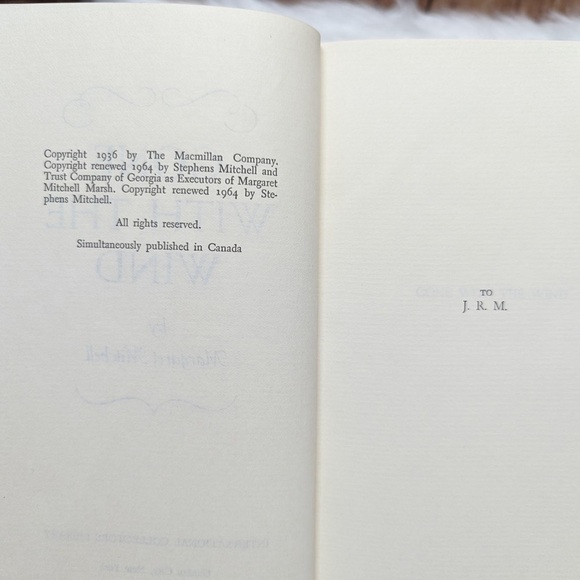 Copyright 1936 by The Macmillan Company.
Copyright renewed 1964 by Stephens Mitchell and
Trust Company of Georgia as Executors of Margaret
Mitchell Marsh. Copyright renewed 1964 by Ste-
phens Mitchell.
All rights reserved.
Simultaneously published in Canada
TO
J. R. M.